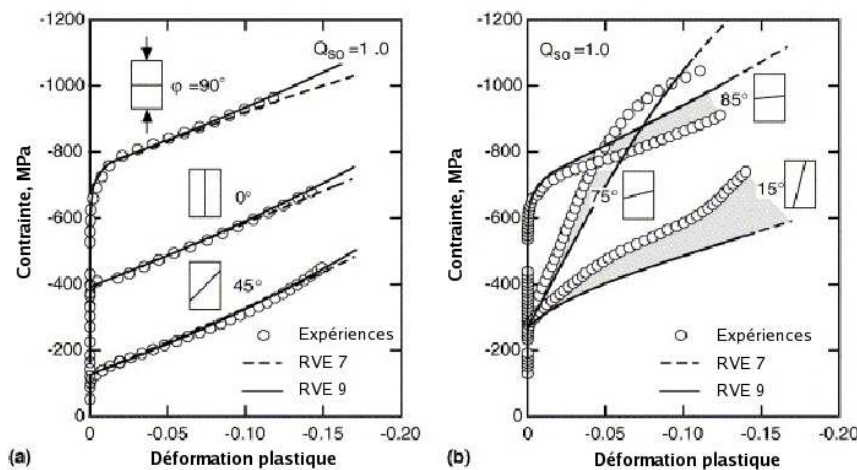 -1200
-1000
-800
-600
-400
-200
0
Contrainte, MPa
φ =90°
Q_SO=1.0
0°
45°
Expériences
RVE 7
RVE 9
0 -0.05 -0.10 -0.15 -0.20
(a) Déformation plastique
-1200
-1000
-800
-600
-400
-200
0
Contrainte, MPa
Q_SO=1.0
85°
75°
15°
Expériences
RVE 7
RVE 9
0 -0.05 -0.10 -0.15 -0.20
(b) Déformation plastique